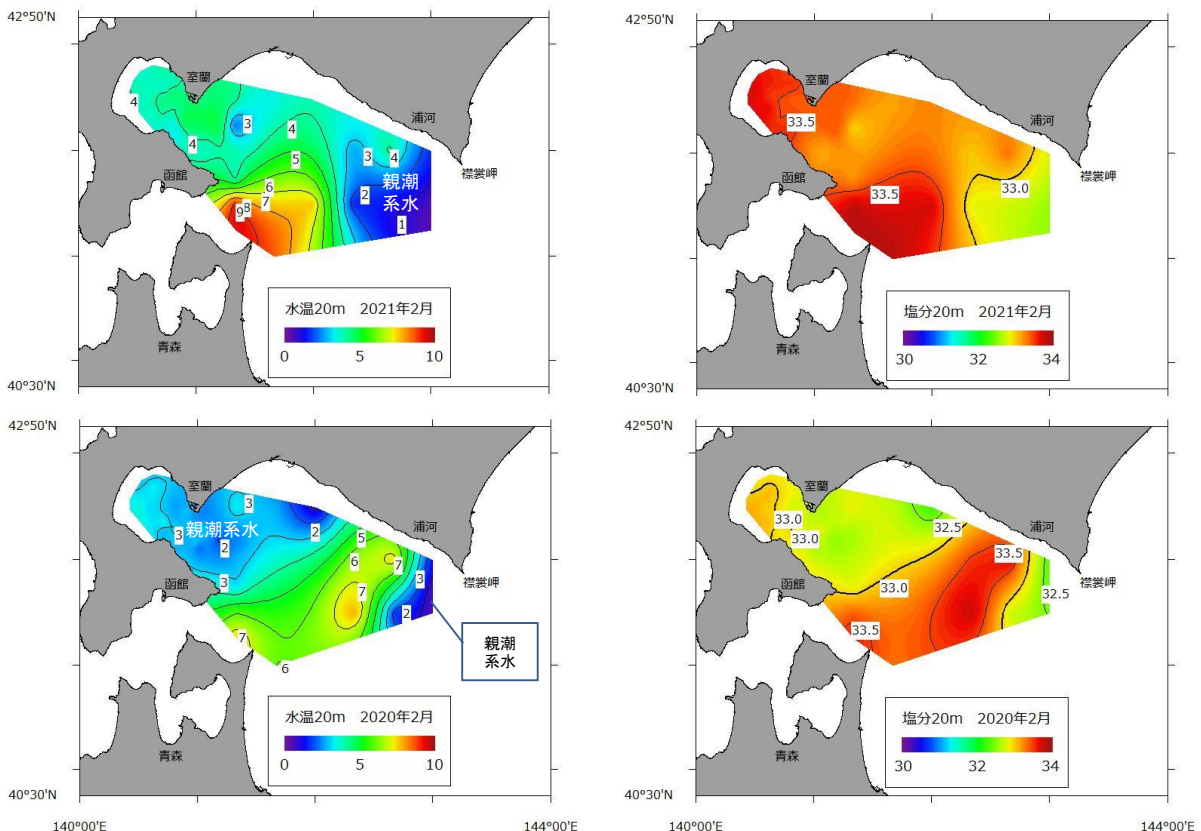 42°50'N
室蘭
4
3
4
4
5
3
4
浦河
襟裳岬
函館
6
7
8
9
2
親潮
系水
1
青森
水温20m 2021年2月
0
5
10
40°30'N
42°50'N
室蘭
33.5
浦河
襟裳岬
函館
33.5
33.0
青森
塩分20m 2021年2月
30
32
34
40°30'N
42°50'N
室蘭
3
親潮系水
3
2
2
5
浦河
6
7
3
襟裳岬
函館
3
7
2
7
6
親潮
系水
青森
水温20m 2020年2月
0
5
10
40°30'N
140°00'E
144°00'E
42°50'N
室蘭
33.0
33.0
32.5
浦河
33.5
襟裳岬
函館
33.0
32.5
33.5
青森
塩分20m 2020年2月
30
32
34
40°30'N
140°00'E
144°00'E